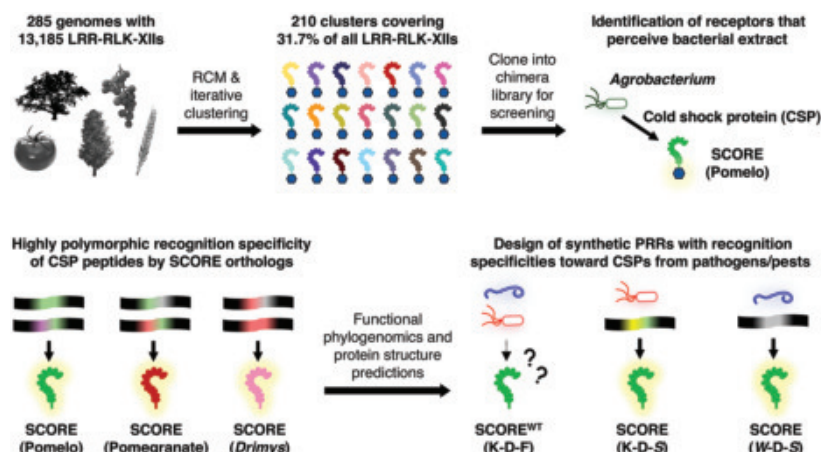 285 genomes with
13,185 LRR-RLK-XIIs
RCM &
iterative
clustering
210 clusters covering
31.7% of all LRR-RLK-XIIs
Clone into
chimera
library for
screening
Identification of receptors that
perceive bacterial extract
Agrobacterium
Cold shock protein (CSP)
SCORE
(Pomelo)
Highly polymorphic recognition specificity
of CSP peptides by SCORE orthologs
SCORE
(Pomelo)
SCORE
(Pomegranate)
SCORE
(Drimys)
Functional
phylogenomics and
protein structure
predictions
Design of synthetic PRRs with recognition
specificities toward CSPs from pathogens/pests
? ?
SCOREWT
(K-D-F)
SCORE
(K-D-S)
SCORE
(W-D-S)